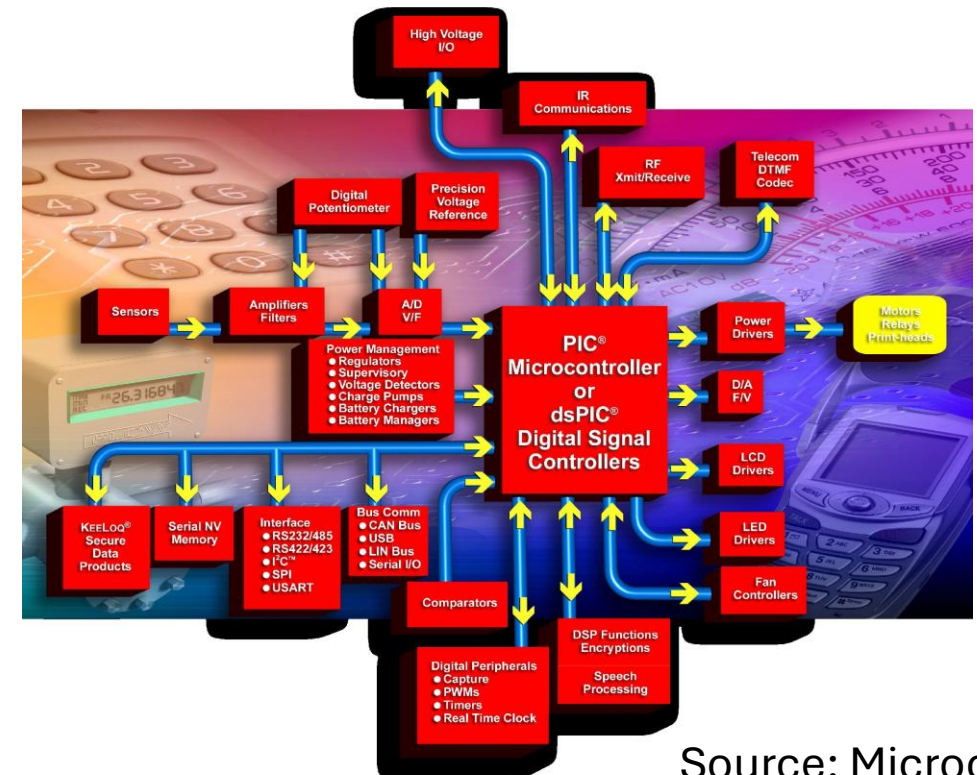 High Voltage
I/O
IR
Communications
RF
Xmit/Receive
Telecom
DTMF
Codec
Digital
Potentiometer
Precision
Voltage
Reference
Sensors
Amplifiers
Filters
A/D
V/F
Power Management
● Regulators
● Supervisory
● Voltage Detectors
● Charge Pumps
● Battery Chargers
● Battery Managers
PIC®
Microcontroller
or
dsPIC®
Digital Signal
Controllers
Power
Drivers
Motors
Relays
Print-heads
D/A
F/V
LCD
Drivers
LED
Drivers
Fan
Controllers
KEELOQ®
Secure
Data
Products
Serial NV
Memory
Interface
● RS232/485
● RS422/423
● I²C™
● SPI
● USART
Bus Comm
● CAN Bus
● USB
● LIN Bus
● Serial I/O
Comparators
Digital Peripherals
● Capture
● PWMs
● Timers
● Real Time Clock
DSP Functions
Encryptions
Speech
Processing
26.316847
Source: Microc